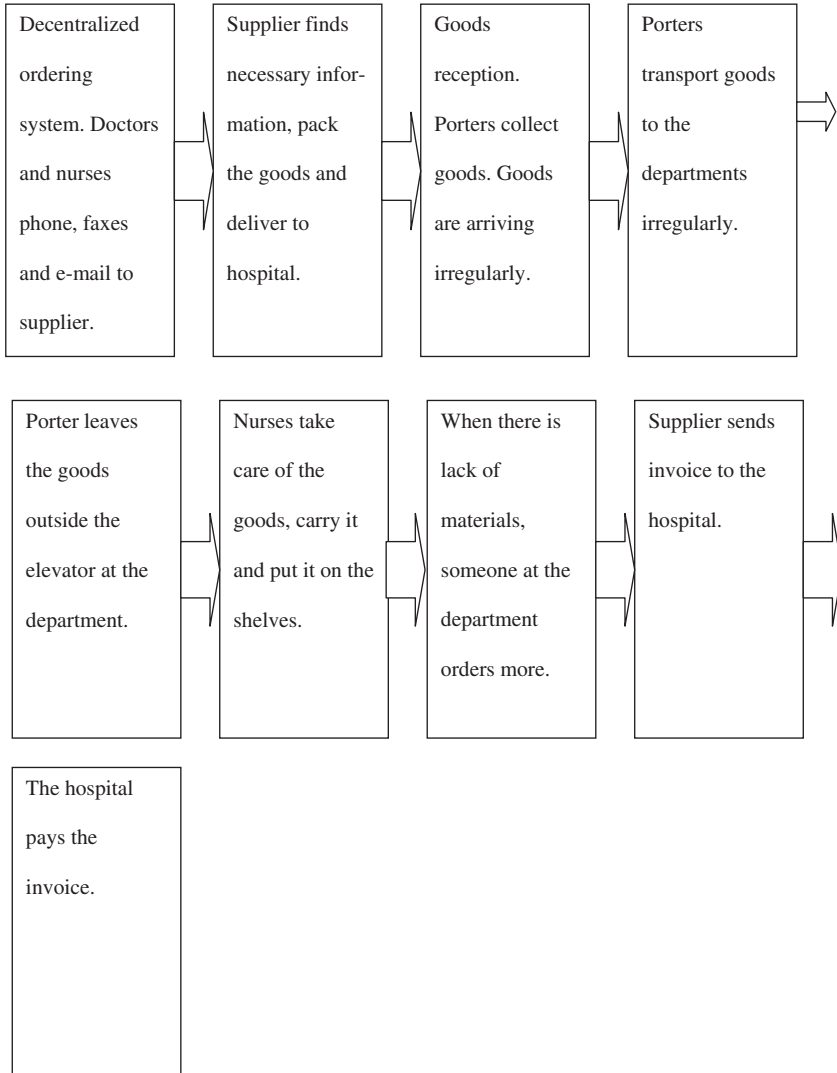 Decentralized
ordering
system. Doctors
and nurses
phone, faxes
and e-mail to
supplier.
Supplier finds
necessary infor-
mation, pack
the goods and
deliver to
hospital.
Goods
reception.
Porters collect
goods. Goods
are arriving
irregularly.
Porters
transport goods
to the
departments
irregularly.
Porter leaves
the goods
outside the
elevator at the
department.
Nurses take
care of the
goods, carry it
and put it on the
shelves.
When there is
lack of
materials,
someone at the
department
orders more.
Supplier sends
invoice to the
hospital.
The hospital
pays the
invoice.